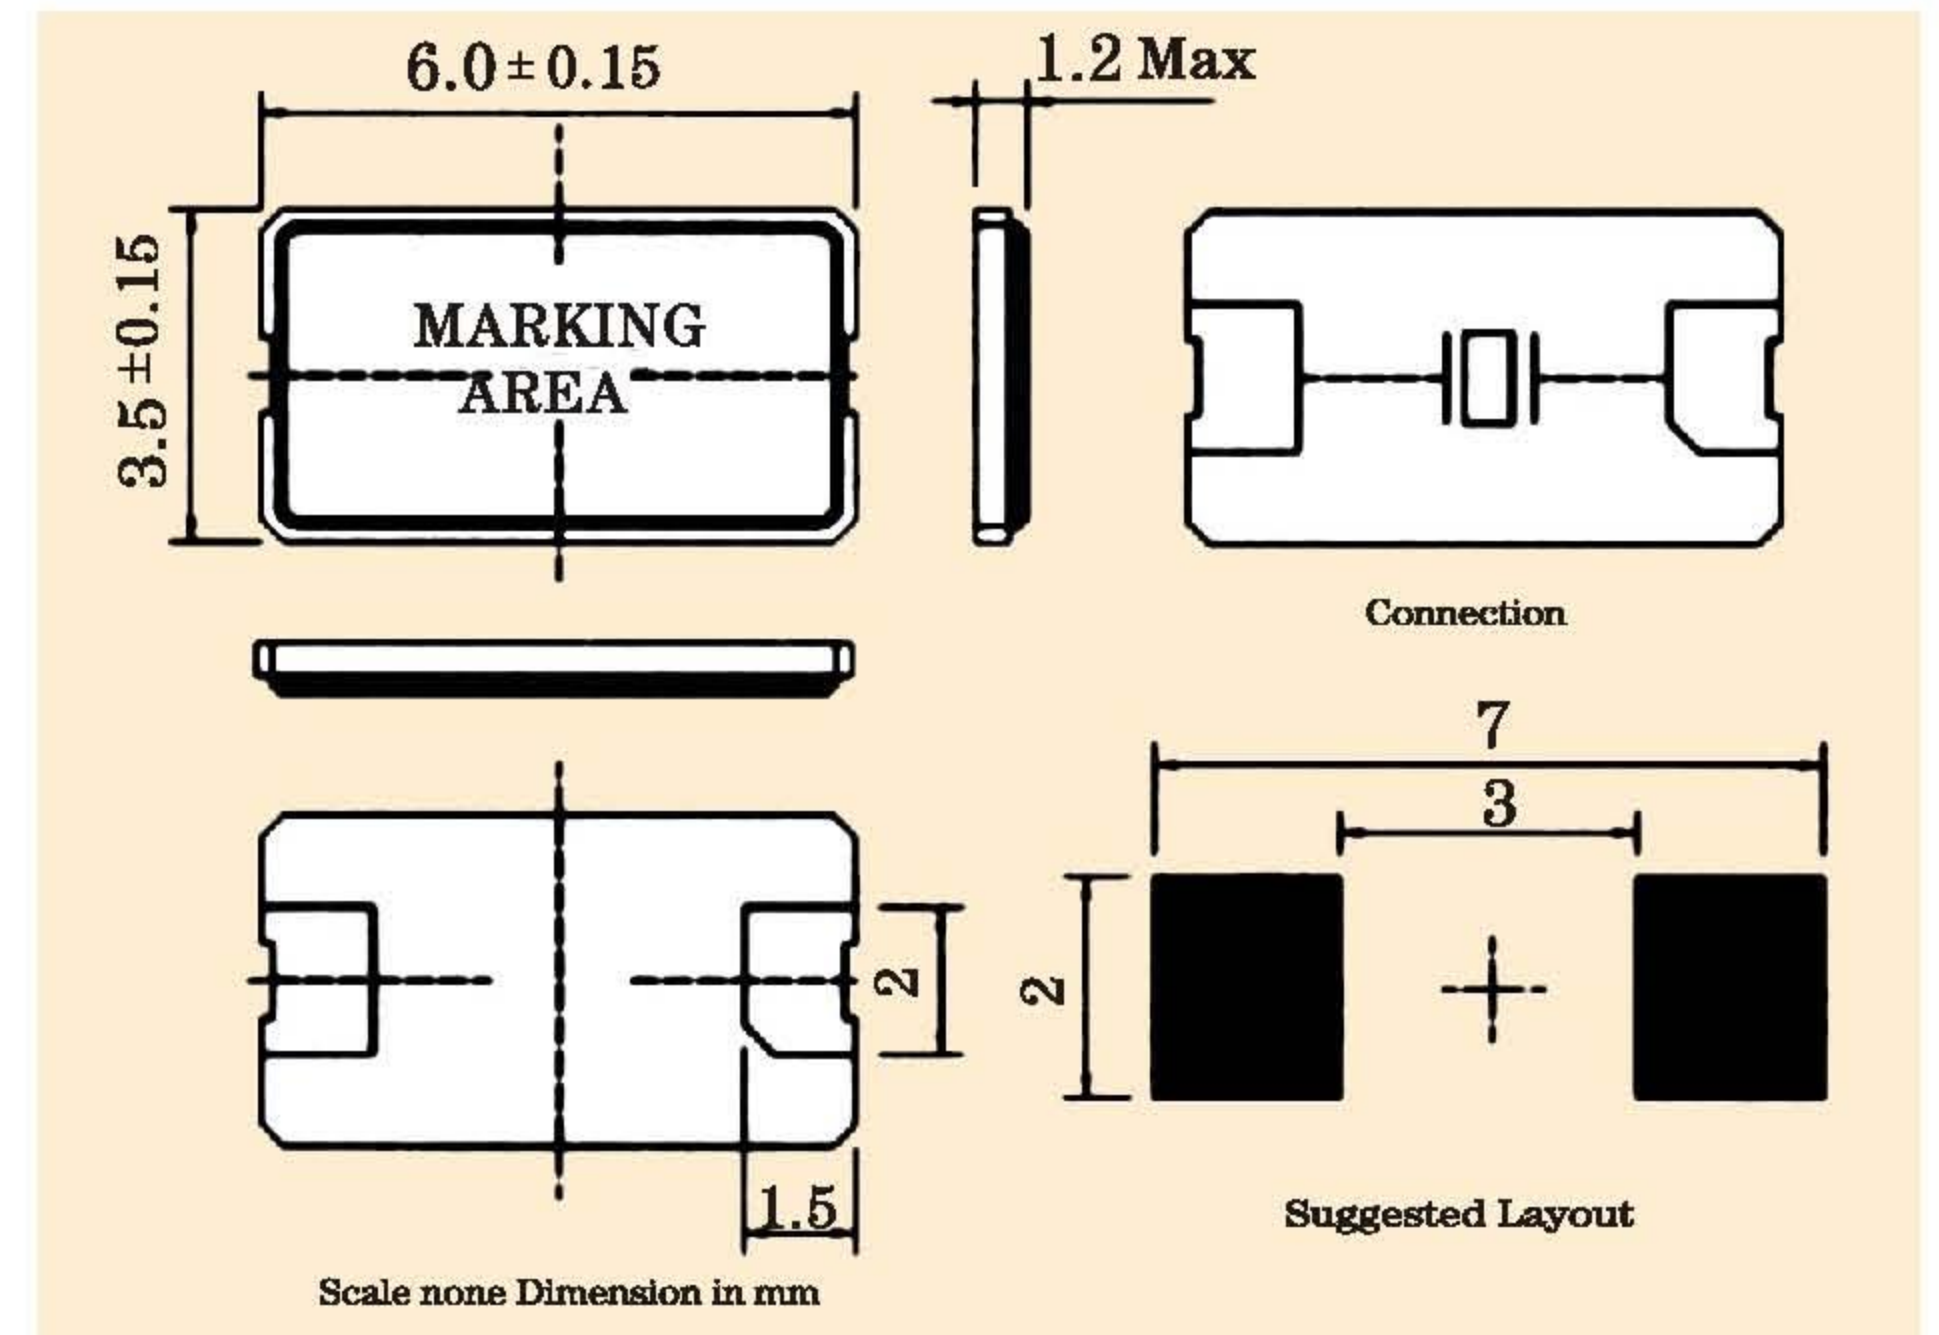 6.0±0.15
1.2 Max
3.5±0.15
MARKING
AREA
Connection
7
3
2
2
1.5
Suggested Layout
Scale none Dimension in mm